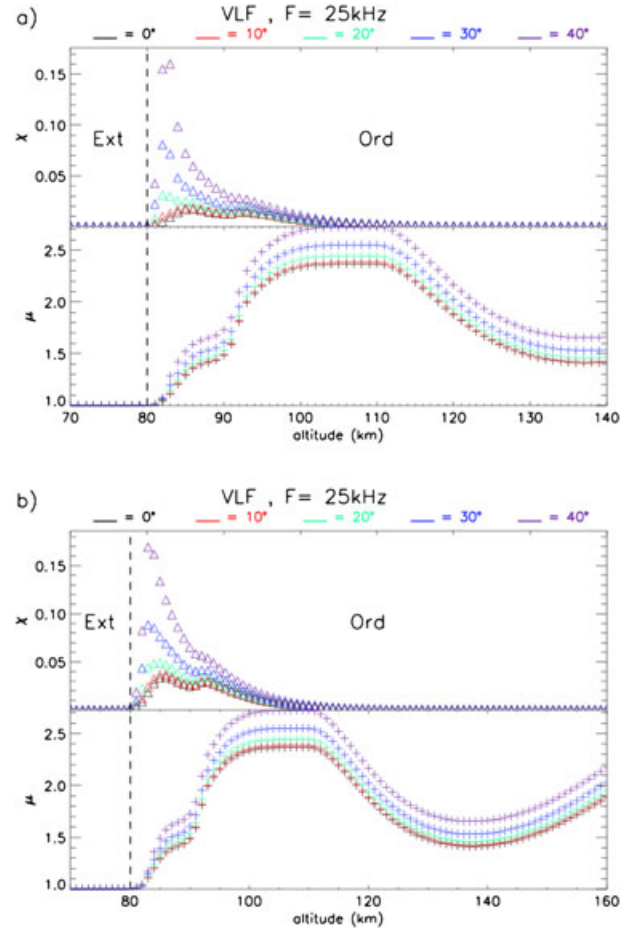 a) VLF , F= 25kHz
= 0° = 10° = 20° = 30° = 40°
0.15
0.10
0.05
χ
Ext
Ord
2.5
2.0
1.5
1.0
μ
70 80 90 100 110 120 130 140
altitude (km)
b) VLF , F= 25kHz
= 0° = 10° = 20° = 30° = 40°
0.15
0.10
0.05
χ
Ext
Ord
2.5
2.0
1.5
1.0
μ
80 100 120 140 160
altitude (km)